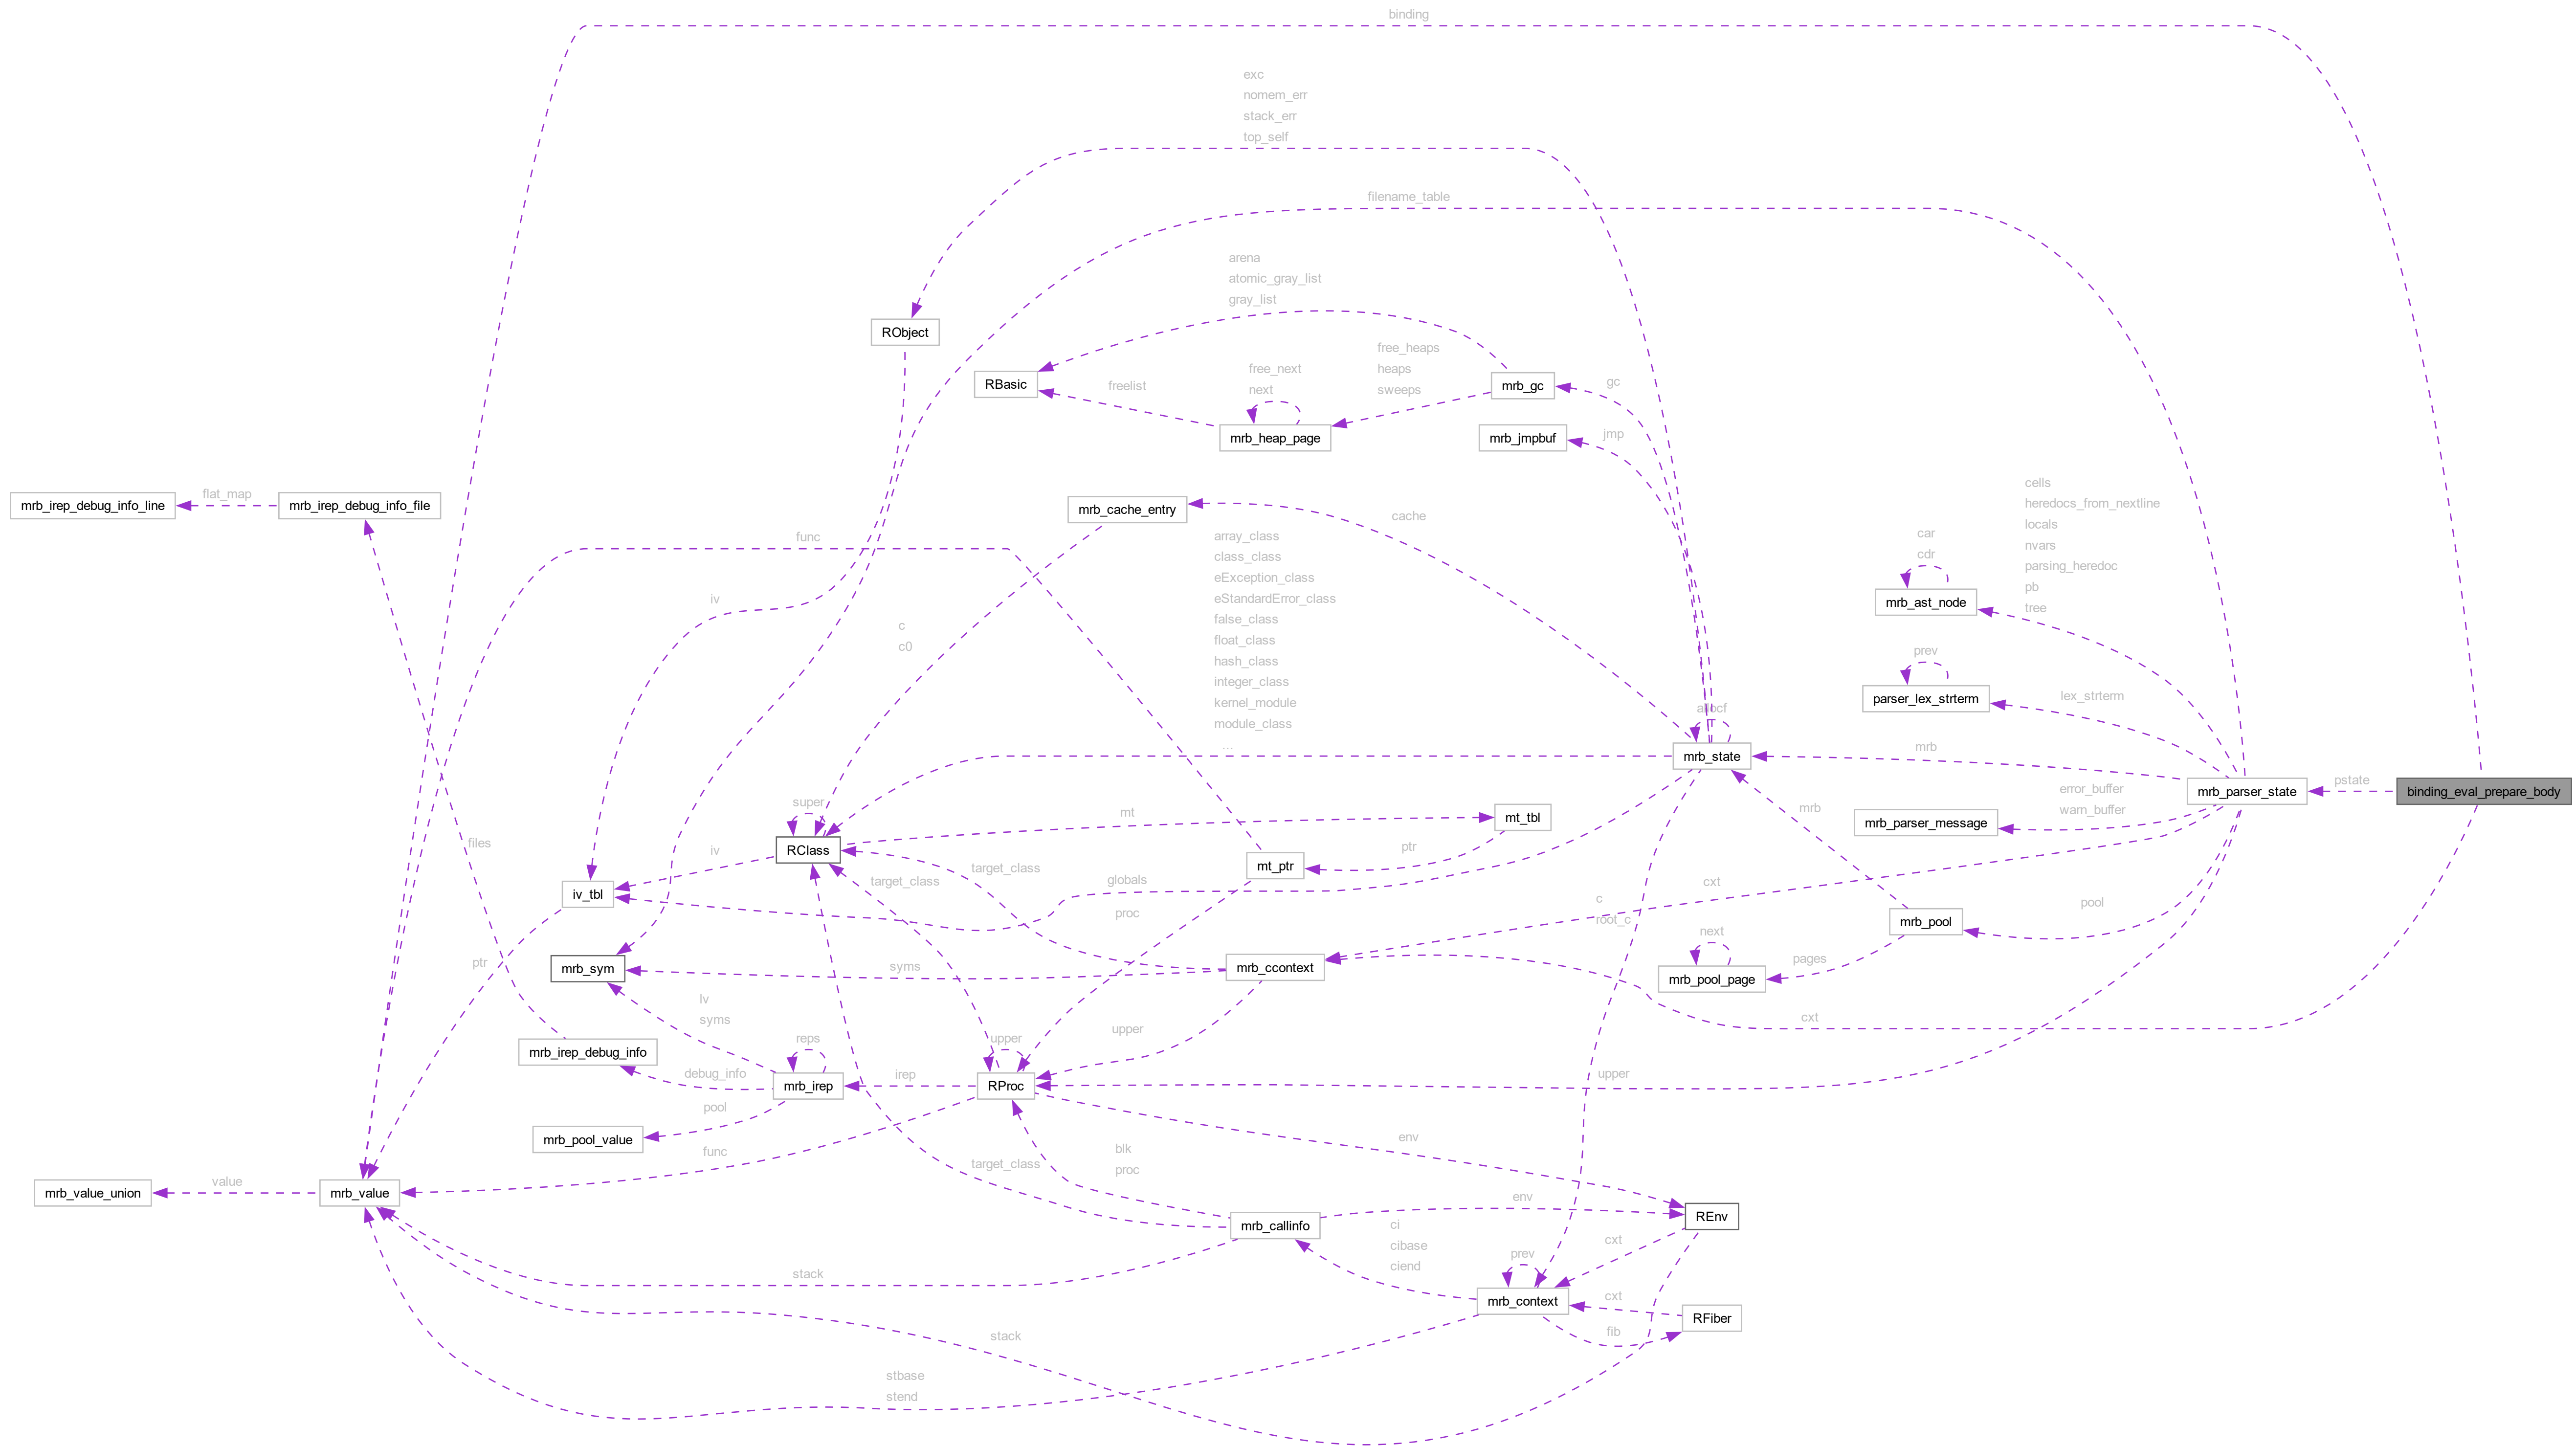 binding
exc
nomem_err
stack_err
top_self
filename_table
arena
atomic_gray_list
gray_list
RObject
free_heaps
heaps
sweeps
free_next
next
freelist
RBasic
mrb_gc
gc
mrb_heap_page
mrb_jmpbuf
jmp
mrb_irep_debug_info_line
flat_map
mrb_irep_debug_info_file
mrb_cache_entry
cache
func
array_class
class_class
eException_class
eStandardError_class
false_class
float_class
hash_class
integer_class
kernel_module
module_class
...
cells
heredocs_from_nextline
locals
nvars
parsing_heredoc
pb
tree
car
cdr
mrb_ast_node
iv
c
c0
prev
parser_lex_strterm
lex_strterm
allocf
mrb_state
mrb
mrb_parser_state
pstate
binding_eval_prepare_body
error_buffer
warn_buffer
mrb_parser_message
super
RClass
mt
mt_tbl
mrb
files
iv
target_class
target_class
mt_ptr
ptr
iv_tbl
globals
cxt
c
root_c
proc
mrb_pool
pool
next
pages
mrb_pool_page
ptr
mrb_sym
syms
mrb_ccontext
cxt
lv
syms
upper
mrb_irep_debug_info
reps
upper
debug_info
mrb_irep
irep
RProc
upper
pool
mrb_pool_value
func
blk
proc
env
target_class
mrb_value_union
value
mrb_value
env
mrb_callinfo
REnv
ci
cibase
ciend
cxt
prev
stack
mrb_context
cxt
RFiber
fib
stack
stbase
stend